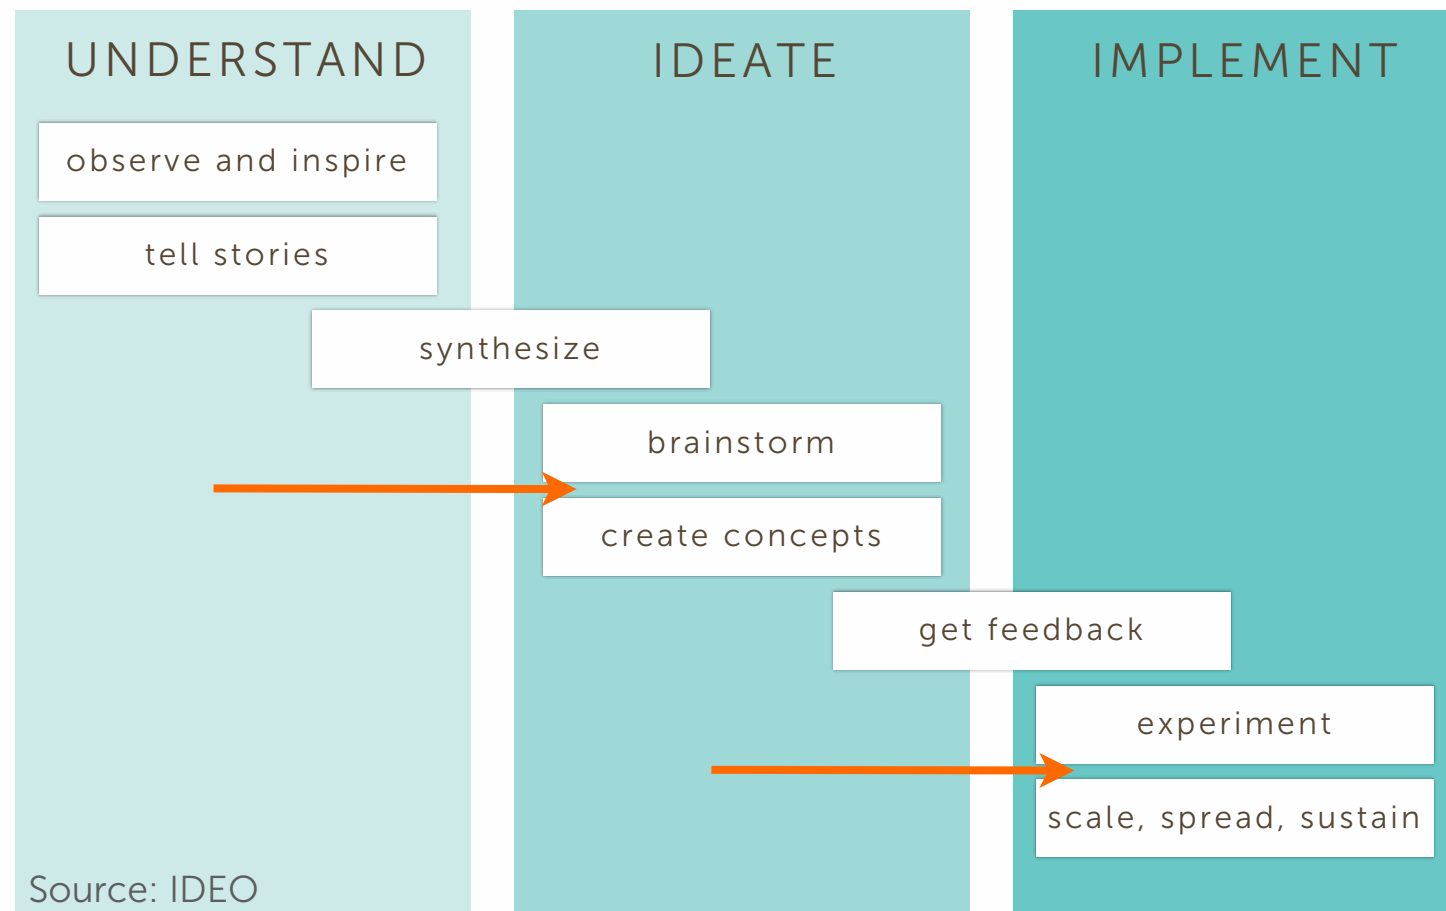 UNDERSTAND
IDEATE
IMPLEMENT
observe and inspire
tell stories
synthesize
brainstorm
create concepts
get feedback
experiment
scale, spread, sustain
Source: IDEO